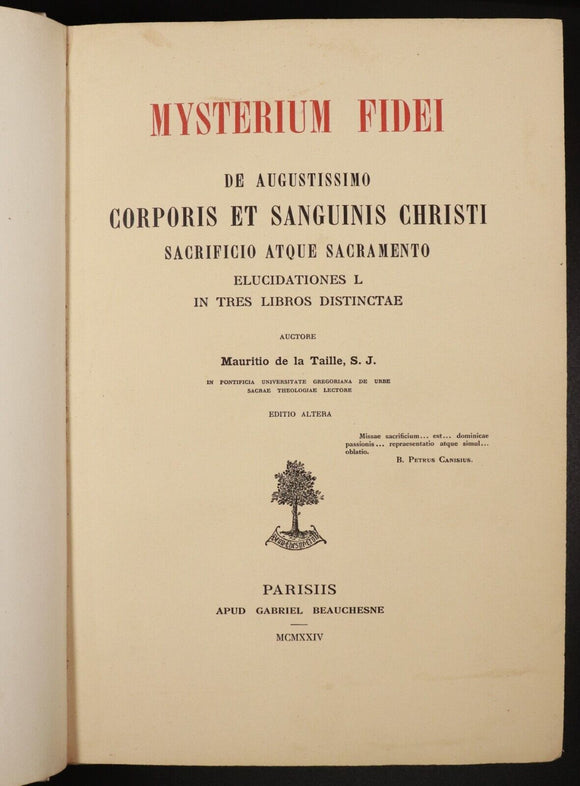 MYSTERIUM FIDEI
DE AUGUSTISSIMO
CORPORIS ET SANGUINIS CHRISTI
SACRIFICIO ATQUE SACRAMENTO
ELUCIDATIONES L
IN TRES LIBROS DISTINCTAE
AUCTORE
Mauritio de la Taille, S. J.
IN PONTIFICIA UNIVERSITATE GREGORIANA DE URBE
SACRAE THEOLOGIAE LECTORE
EDITIO ALTERA
Missae sacrificium... est... dominicae
passionis... repraesentatio atque simul...
oblatio.
B. PETRUS CANISIUS.
PARISIIS
APUD GABRIEL BEAUCHESNE
MCMXXIV